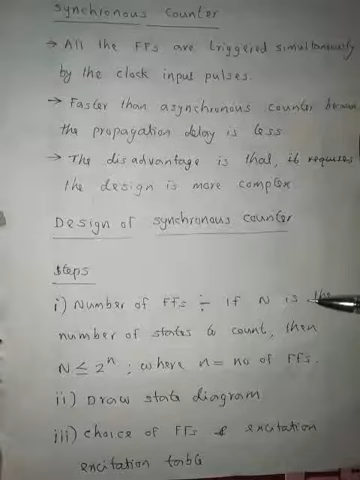 Synchronous Counter
→ All the FFs are triggered simultaneously
by the clock input pulses.
→ Faster than asynchronous counter because
the propagation delay is less
→ The disadvantage is that, it requires
the design is more complex
Design of synchronous counter
Steps
i) Number of FFs ÷ If N is the
number of states to count, then
N ≤ 2ⁿ ; where n = no of FFs.
ii) Draw state diagram
iii) choice of FFs & excitation
excitation table